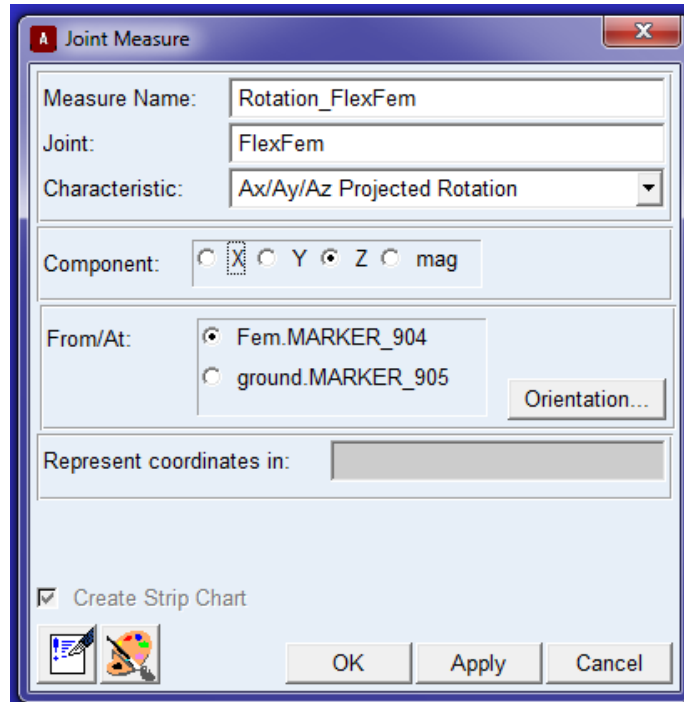 A Joint Measure
Measure Name: Rotation_FlexFem
Joint: FlexFem
Characteristic: Ax/Ay/Az Projected Rotation
Component: X Y Z mag
From/At: Fem.MARKER_904
ground.MARKER_905
Orientation...
Represent coordinates in:
Create Strip Chart
OK Apply Cancel